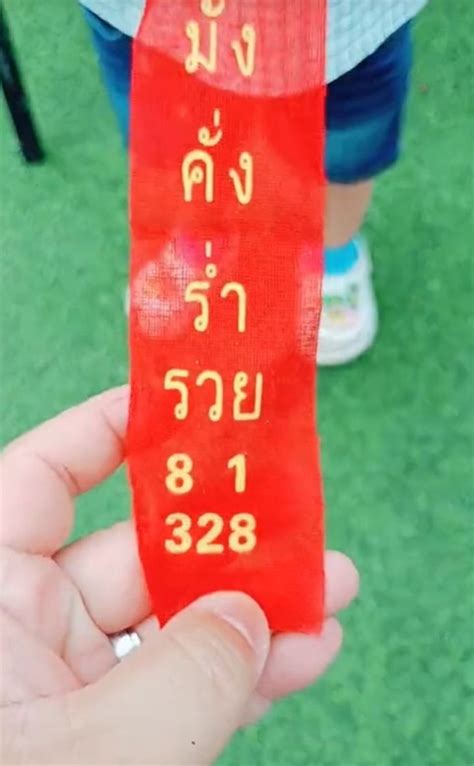 มั่ง
คั่ง
ร่ำ
รวย
8 1
328